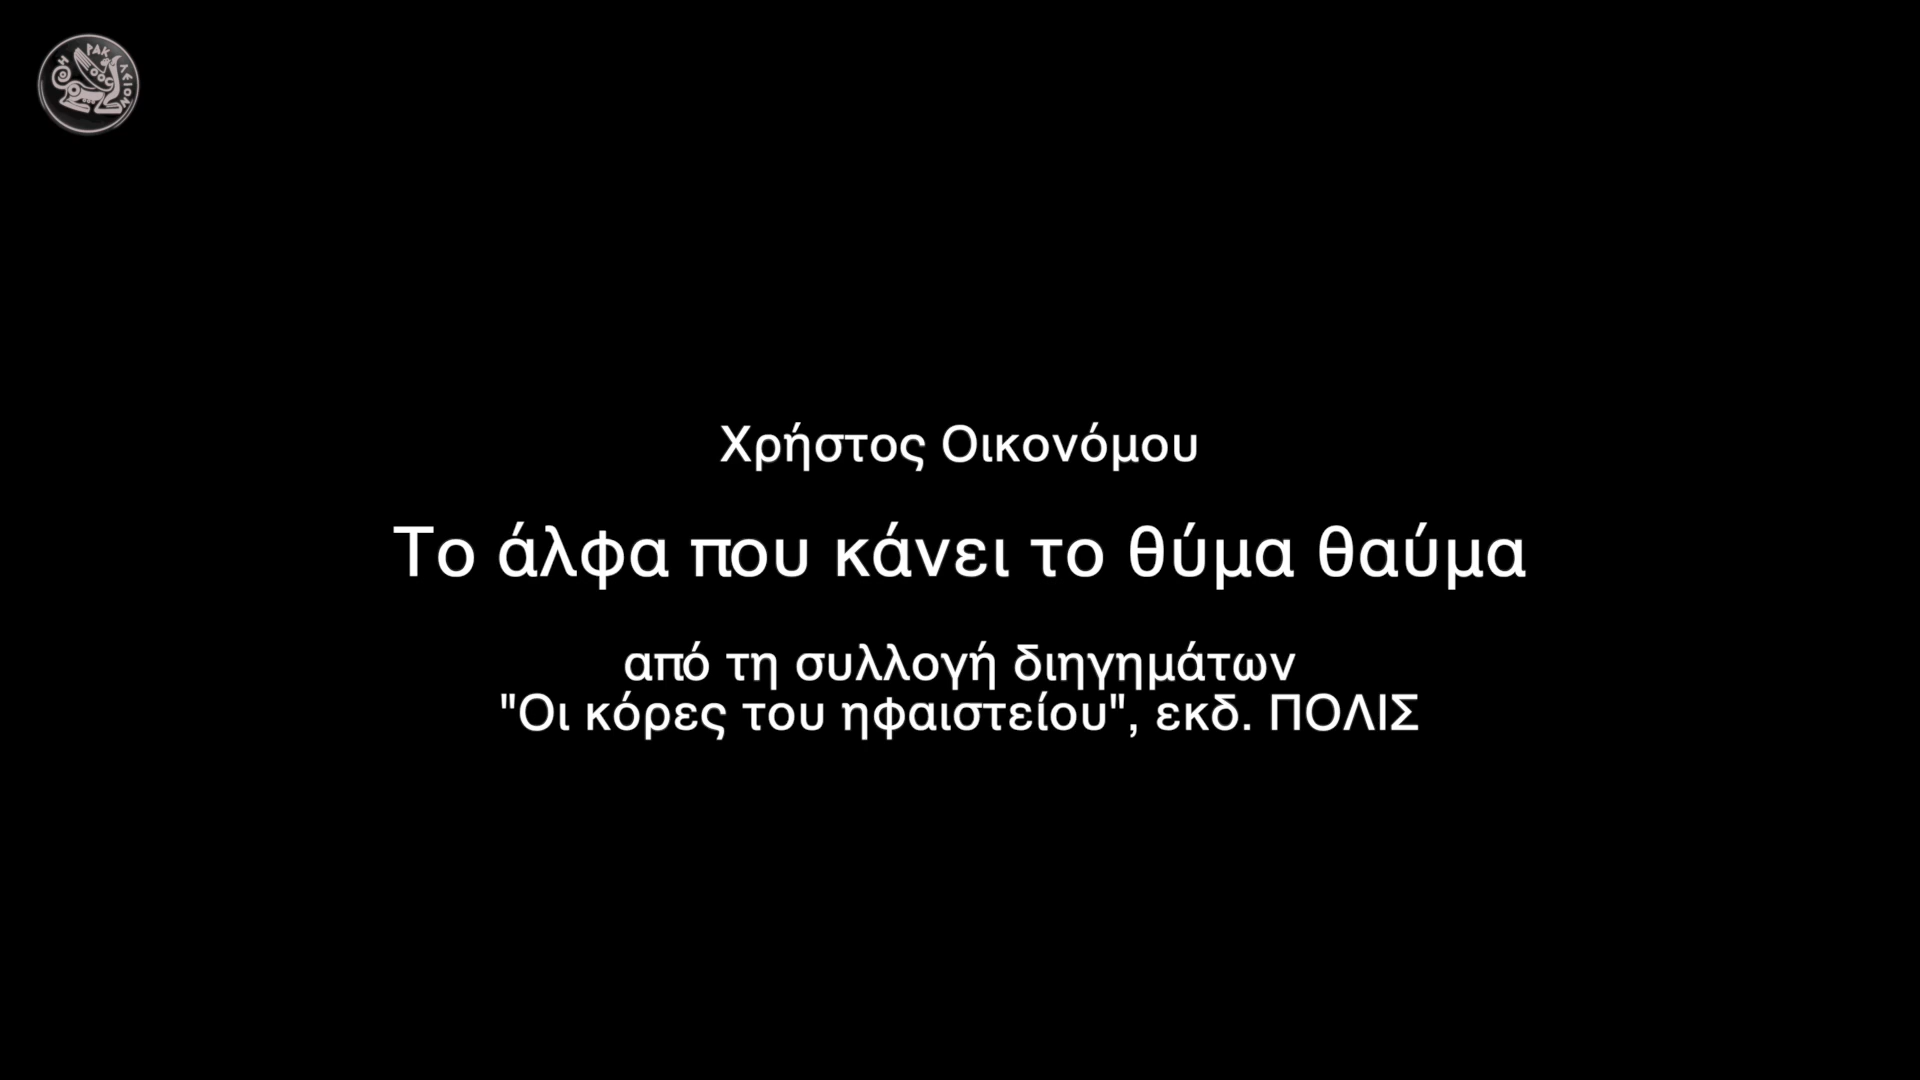 ΗΡΑΚΛΕΙΟΝ
Χρήστος Οικονόμου
Το άλφα που κάνει το θύμα θαύμα
από τη συλλογή διηγημάτων
"Οι κόρες του ηφαιστείου", εκδ. ΠΟΛΙΣ